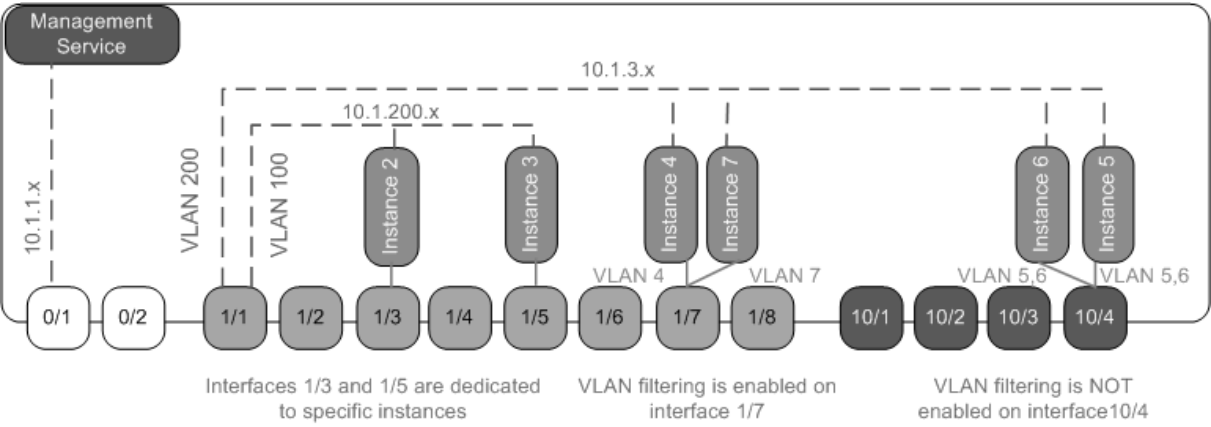 Management
Service
10.1.3.x
10.1.200.x
10.1.1.x
VLAN 200
VLAN 100
Instance 2
Instance 3
Instance 4
Instance 7
Instance 6
Instance 5
VLAN 4
VLAN 7
VLAN 5,6
VLAN 5,6
0/1
0/2
1/1
1/2
1/3
1/4
1/5
1/6
1/7
1/8
10/1
10/2
10/3
10/4
Interfaces 1/3 and 1/5 are dedicated
to specific instances
VLAN filtering is enabled on
interface 1/7
VLAN filtering is NOT
enabled on interface10/4